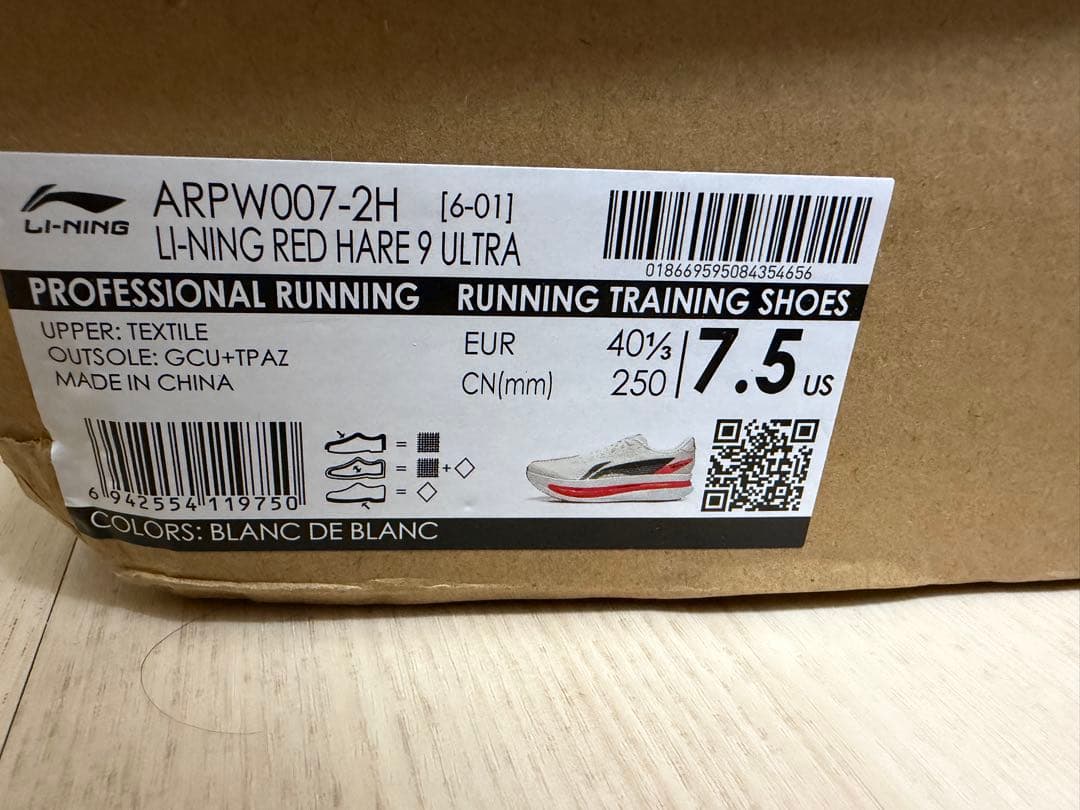 LI-NING
ARPW007-2H [6-01]
LI-NING RED HARE 9 ULTRA
018669595084354656
PROFESSIONAL RUNNING RUNNING TRAINING SHOES
UPPER: TEXTILE
OUTSOLE: GCU+TPAZ
MADE IN CHINA
EUR 40⅓
CN(mm) 250
7.5 US
6 942554 119750
= 
= +
=
COLORS: BLANC DE BLANC